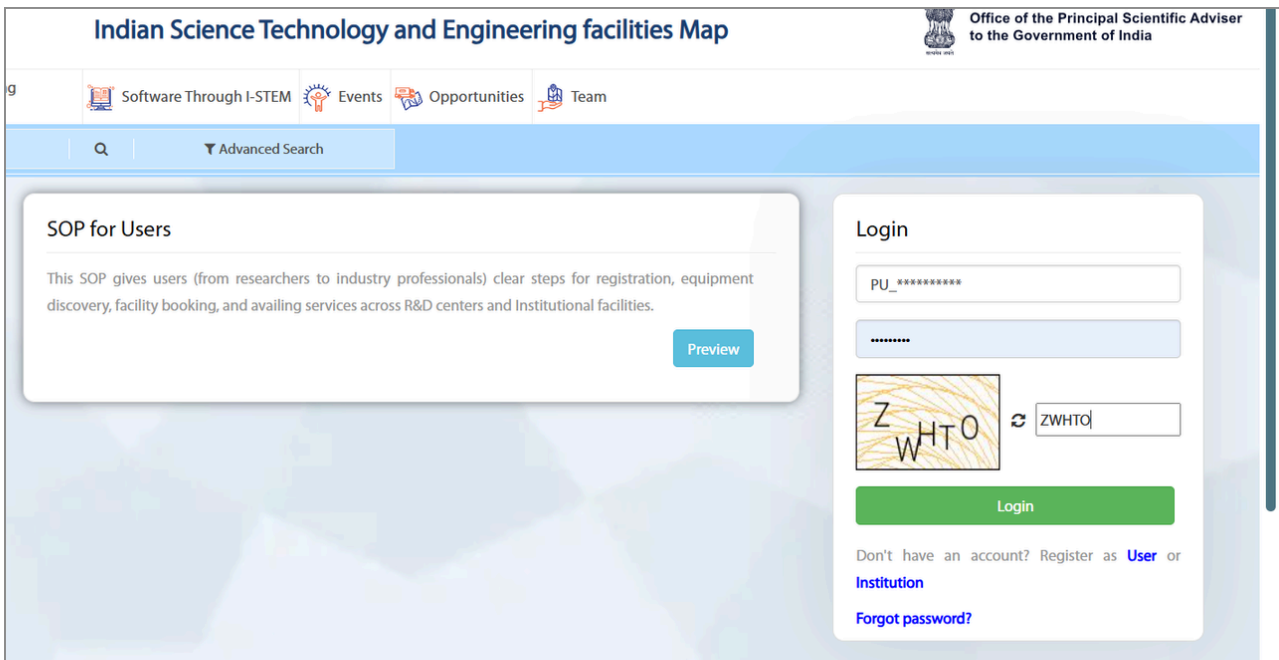 Indian Science Technology and Engineering facilities Map
Office of the Principal Scientific Adviser
to the Government of India
Software Through I-STEM
Events
Opportunities
Team
Advanced Search
SOP for Users
This SOP gives users (from researchers to industry professionals) clear steps for registration, equipment
discovery, facility booking, and availing services across R&D centers and Institutional facilities.
Preview
Login
PU_**********
•••••••••
ZWHTO
ZWHTO
Login
Don't have an account? Register as User or
Institution
Forgot password?